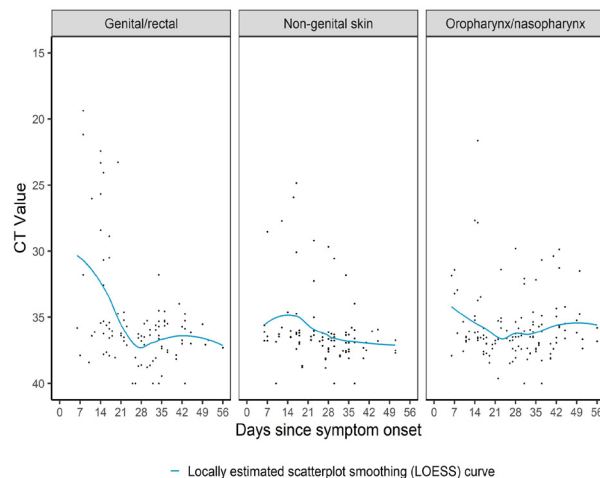 Genital/rectal Non-genital skin Oropharynx/nasopharynx
15
20
25
30
35
40
CT Value
0 7 14 21 28 35 42 49 56 0 7 14 21 28 35 42 49 56 0 7 14 21 28 35 42 49 56
Days since symptom onset
Locally estimated scatterplot smoothing (LOESS) curve